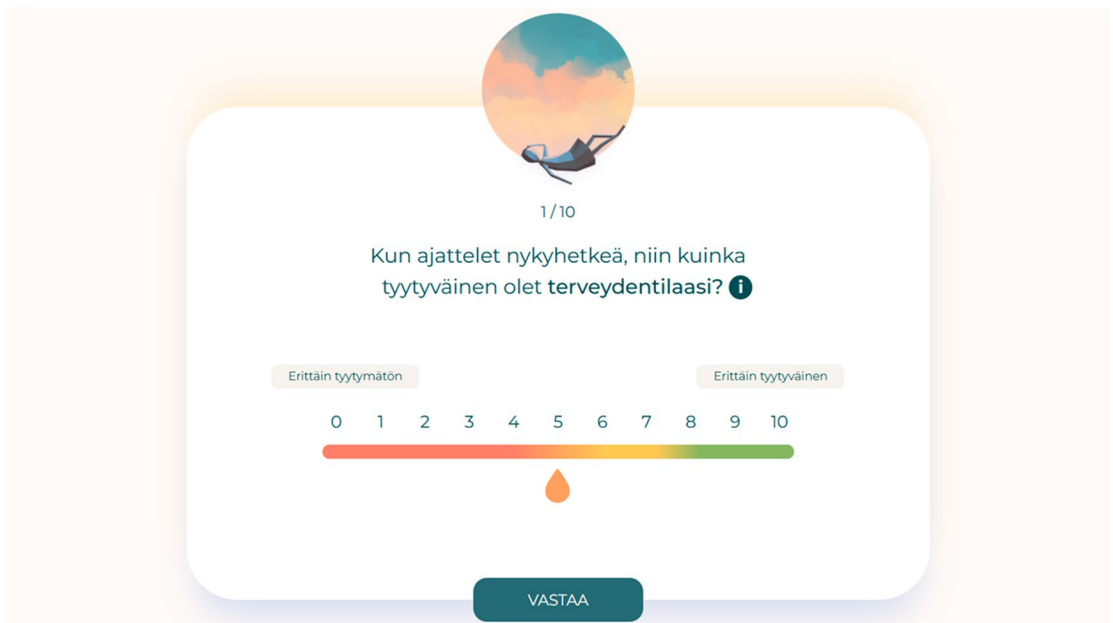 1 / 10
Kun ajattelet nykyhetkeä, niin kuinka
tyytyväinen olet terveydentilaasi? i
Erittäin tyytymätön
Erittäin tyytyväinen
0 1 2 3 4 5 6 7 8 9 10
VASTAA